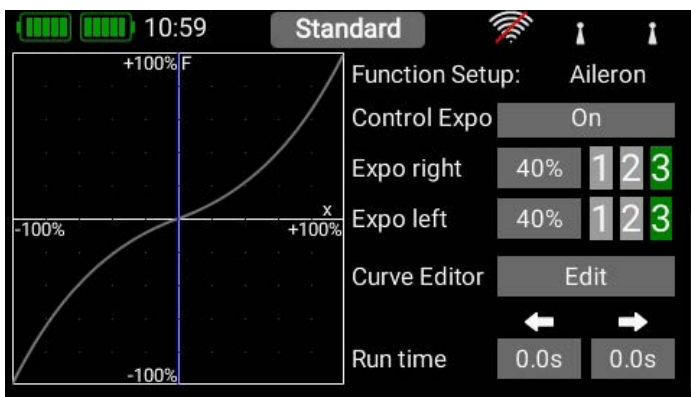 10:59 Standard
+100% F
x
-100% +100%
-100%
Function Setup: Aileron
Control Expo On
Expo right 40% 1 2 3
Expo left 40% 1 2 3
Curve Editor Edit
Run time 0.0s 0.0s